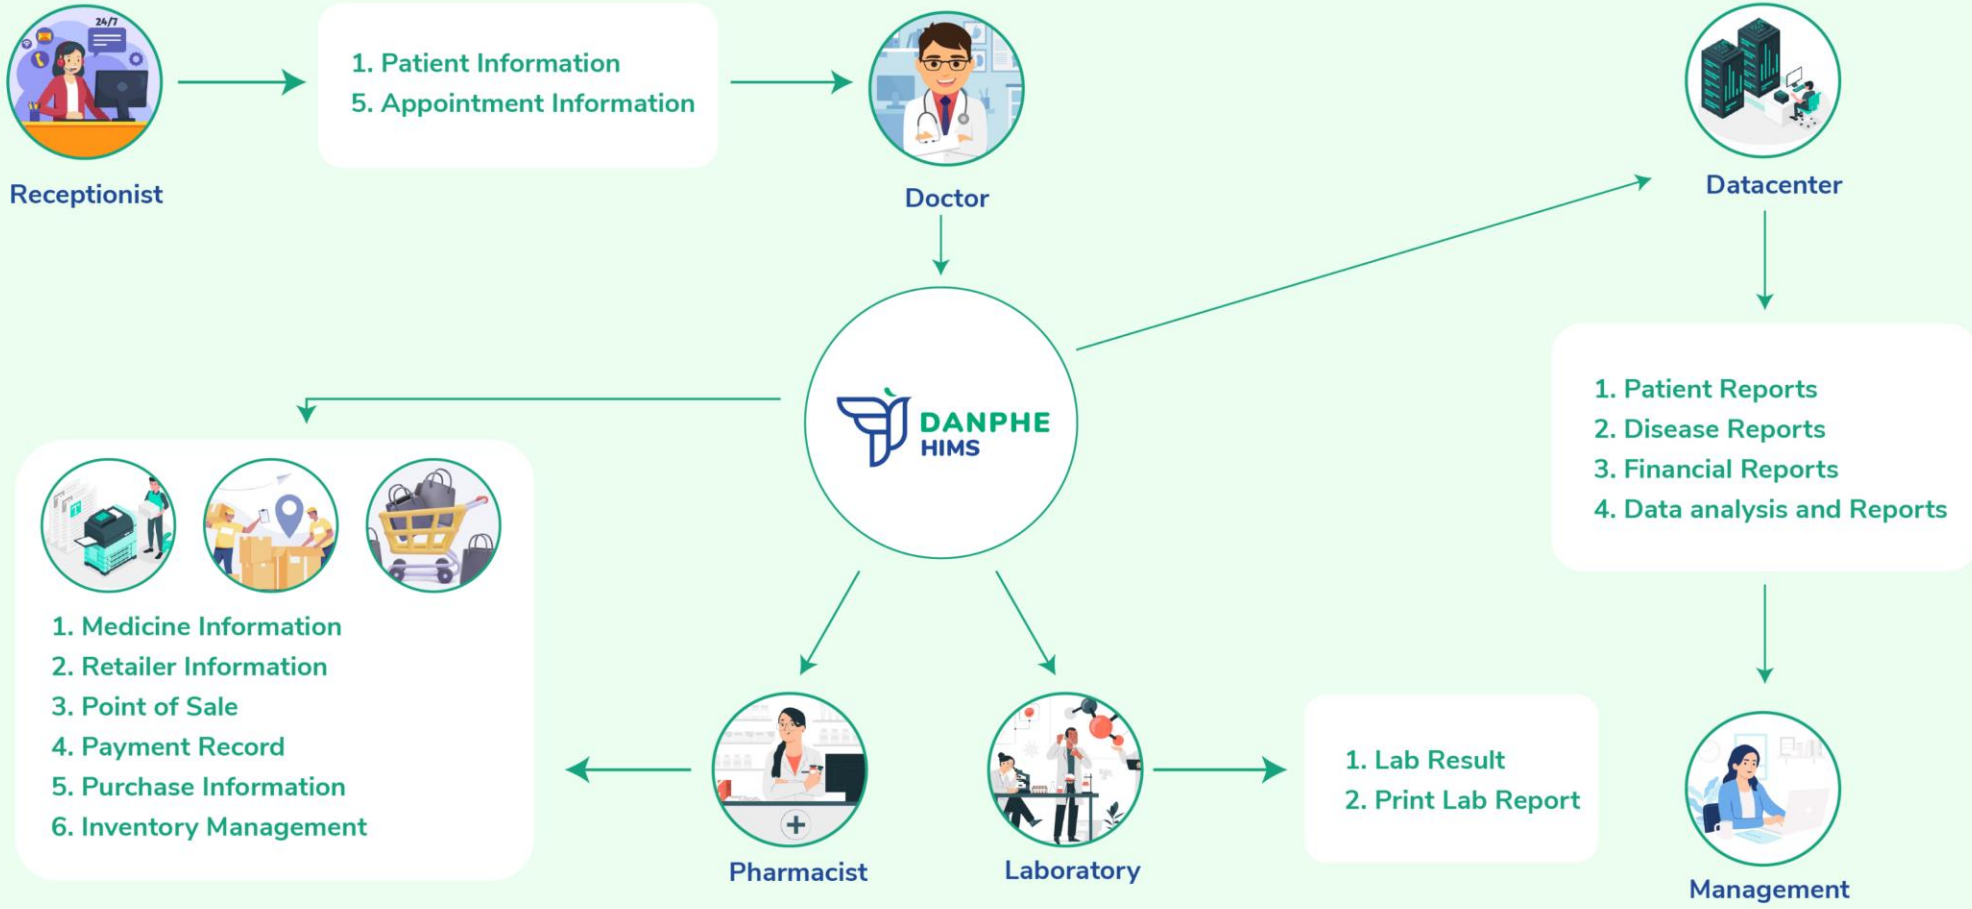 24/7
1. Patient Information
5. Appointment Information
Receptionist
Doctor
Datacenter
DANPHE
HIMS
1. Patient Reports
2. Disease Reports
3. Financial Reports
4. Data analysis and Reports
1. Medicine Information
2. Retailer Information
3. Point of Sale
4. Payment Record
5. Purchase Information
6. Inventory Management
Pharmacist
Laboratory
1. Lab Result
2. Print Lab Report
Management